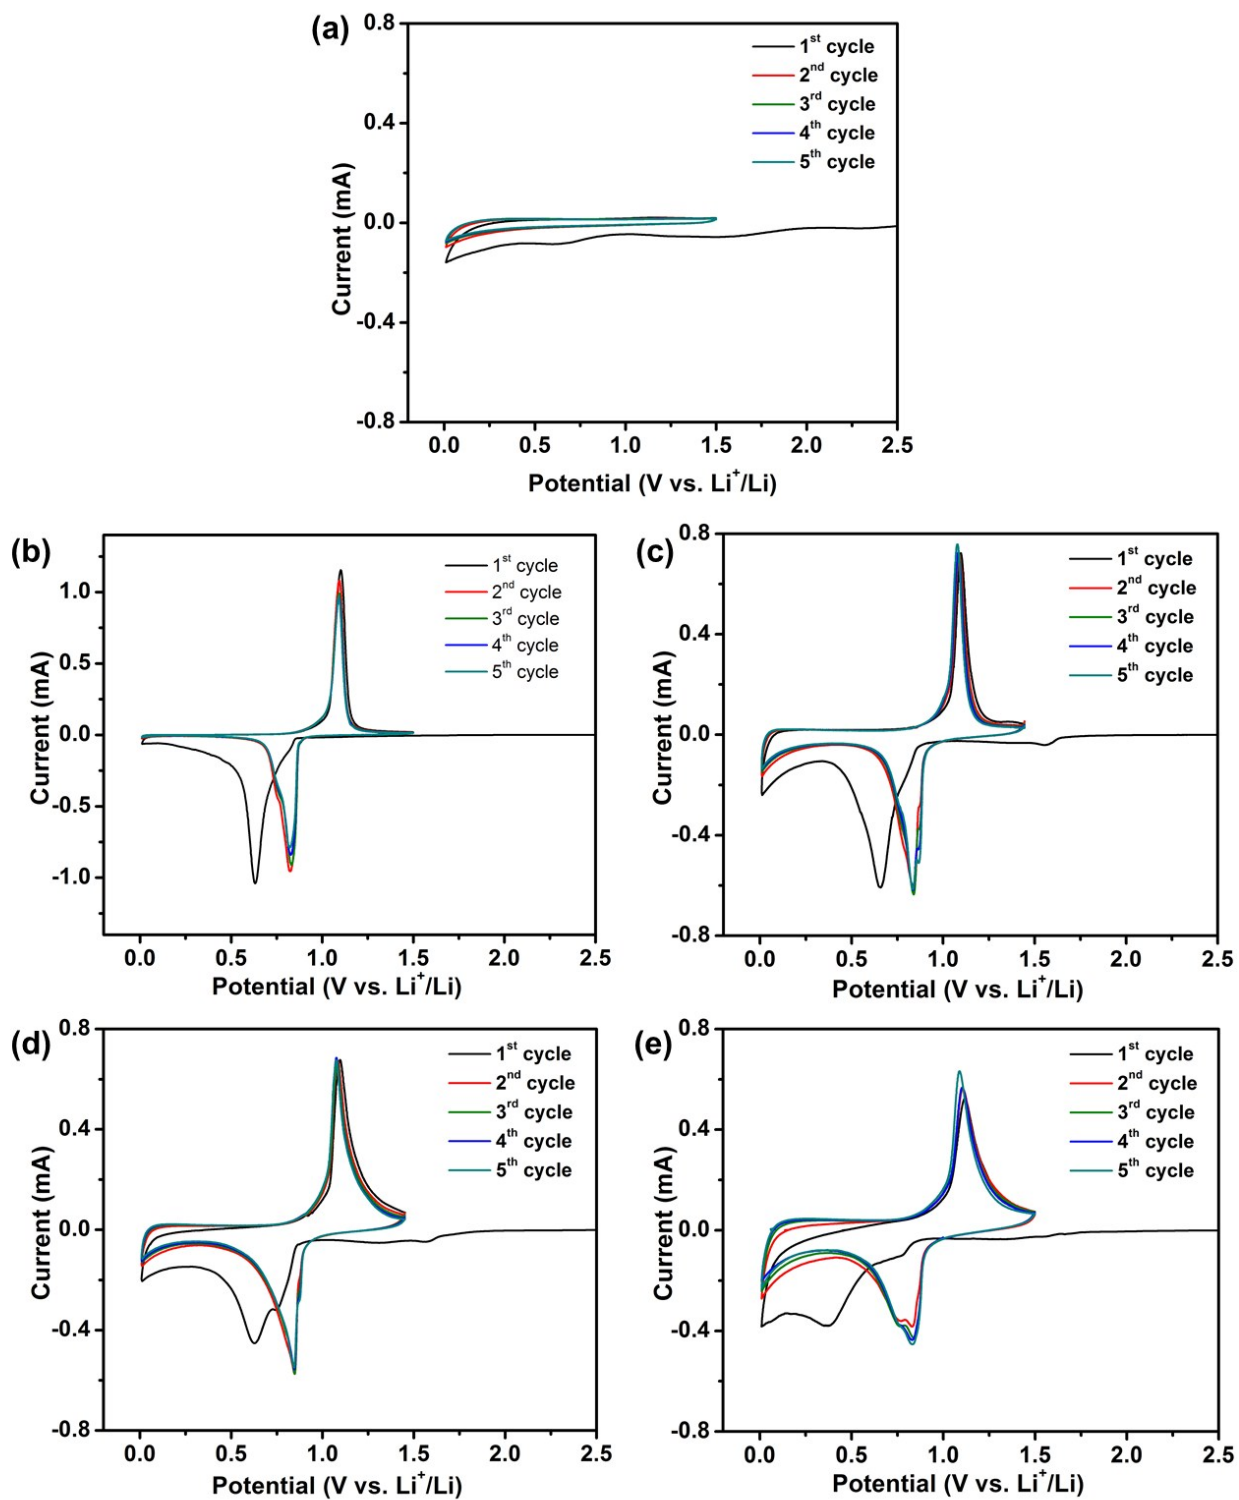 (a)
0.8
0.4
0.0
-0.4
-0.8
Current (mA)
1st cycle
2nd cycle
3rd cycle
4th cycle
5th cycle
0.0 0.5 1.0 1.5 2.0 2.5
Potential (V vs. Li+/Li)
(b)
1.0
0.5
0.0
-0.5
-1.0
Current (mA)
1st cycle
2nd cycle
3rd cycle
4th cycle
5th cycle
0.0 0.5 1.0 1.5 2.0 2.5
Potential (V vs. Li+/Li)
(c)
0.8
0.4
0.0
-0.4
-0.8
Current (mA)
1st cycle
2nd cycle
3rd cycle
4th cycle
5th cycle
0.0 0.5 1.0 1.5 2.0 2.5
Potential (V vs. Li+/Li)
(d)
0.8
0.4
0.0
-0.4
-0.8
Current (mA)
1st cycle
2nd cycle
3rd cycle
4th cycle
5th cycle
0.0 0.5 1.0 1.5 2.0 2.5
Potential (V vs. Li+/Li)
(e)
0.8
0.4
0.0
-0.4
-0.8
Current (mA)
1st cycle
2nd cycle
3rd cycle
4th cycle
5th cycle
0.0 0.5 1.0 1.5 2.0 2.5
Potential (V vs. Li+/Li)